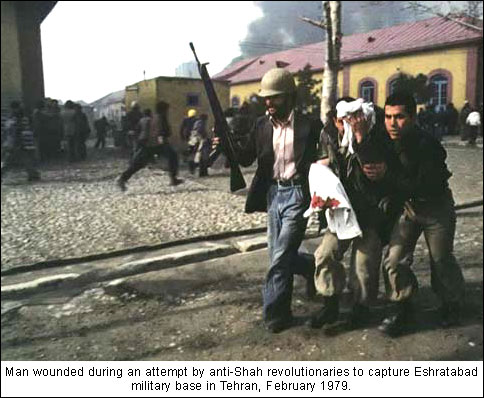 Man wounded during an attempt by anti-Shah revolutionaries to capture Eshratabad
military base in Tehran, February 1979.